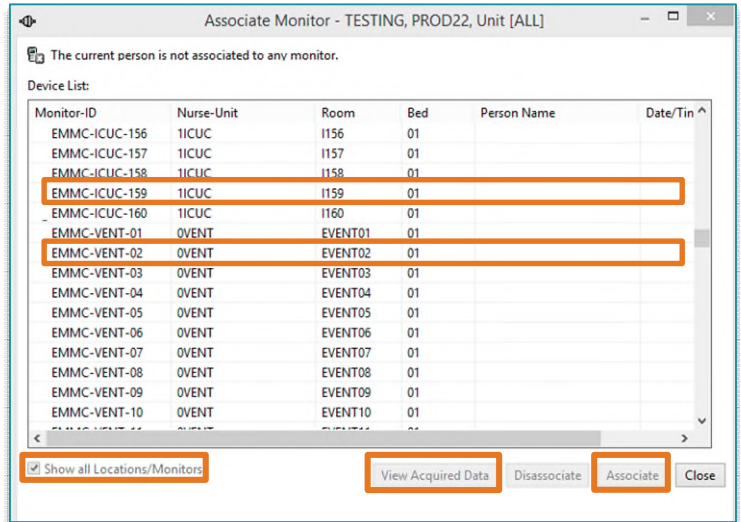 Associate Monitor - TESTING, PROD22, Unit [ALL]
The current person is not associated to any monitor.
Device List:
Monitor-ID Nurse-Unit Room Bed Person Name Date/Tin
EMMC-ICUC-156 1ICUC I156 01
EMMC-ICUC-157 1ICUC I157 01
EMMC-ICUC-158 1ICUC I158 01
EMMC-ICUC-159 1ICUC I159 01
EMMC-ICUC-160 1ICUC I160 01
EMMC-VENT-01 0VENT EVENT01 01
EMMC-VENT-02 0VENT EVENT02 01
EMMC-VENT-03 0VENT EVENT03 01
EMMC-VENT-04 0VENT EVENT04 01
EMMC-VENT-05 0VENT EVENT05 01
EMMC-VENT-06 0VENT EVENT06 01
EMMC-VENT-07 0VENT EVENT07 01
EMMC-VENT-08 0VENT EVENT08 01
EMMC-VENT-09 0VENT EVENT09 01
EMMC-VENT-10 0VENT EVENT10 01
Show all Locations/Monitors View Acquired Data Disassociate Associate Close